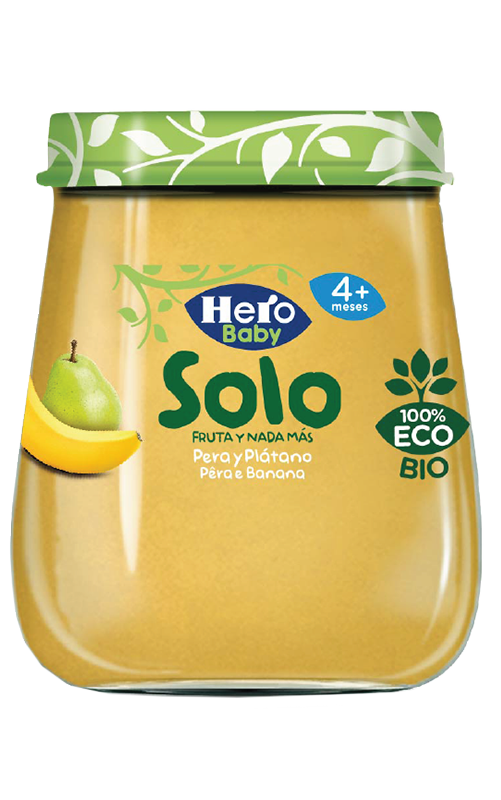 Hero
Baby
4+
meses
Solo
FRUTA Y NADA MÁS
Pera y Plátano
Pêra e Banana
100%
ECO
BIO